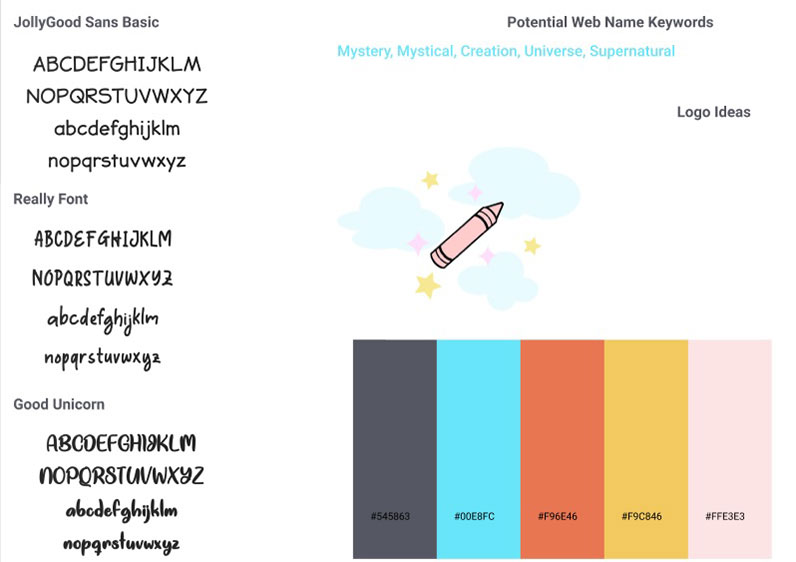 JollyGood Sans Basic
ABCDEFGHIJKLM
NOPQRSTUVWXYZ
abcdefghijklm
nopqrstuvwxyz
Really Font
ABCDEFGHIJKLM
NOPQRSTUVWXYZ
abcdefghijklm
nopqrstuvwxyz
Good Unicorn
ABCDEFGHIJKLM
NOPQRSTUVWXYZ
abcdefghijklm
nopqrstuvwxyz
Potential Web Name Keywords
Mystery, Mystical, Creation, Universe, Supernatural
Logo Ideas
#545863
#00E8FC
#F96E46
#F9C846
#FFE3E3